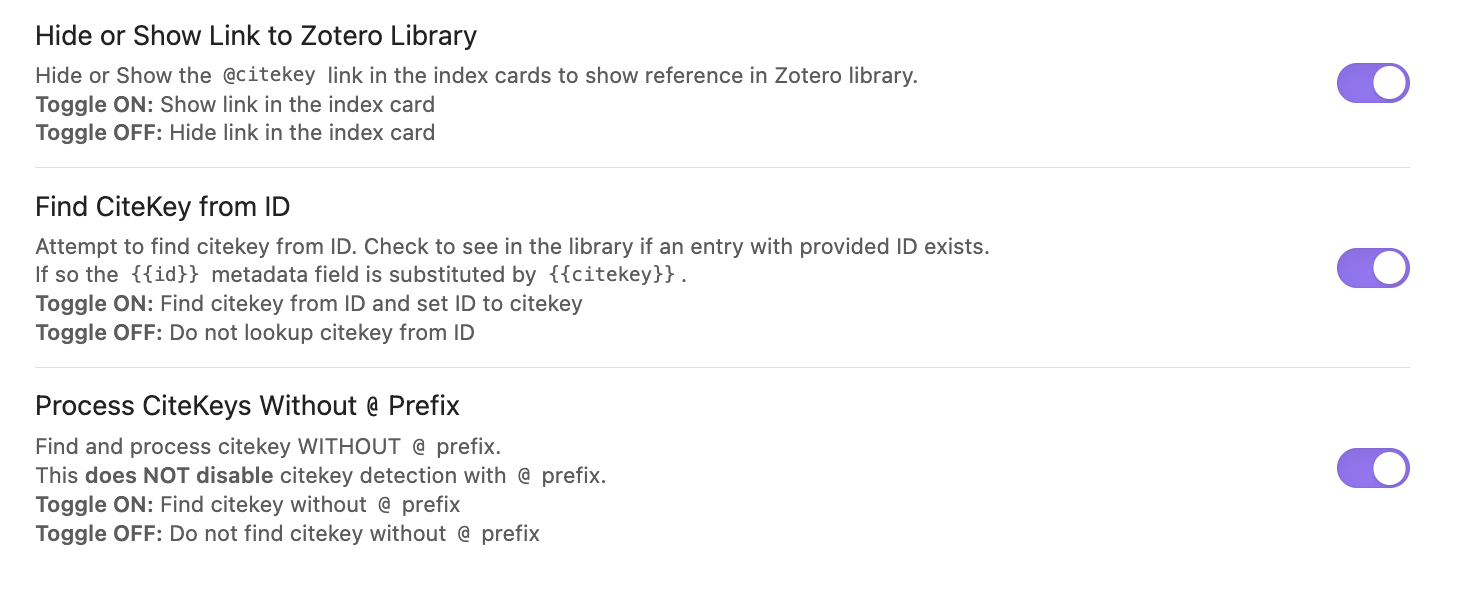 Hide or Show Link to Zotero Library
Hide or Show the @citekey link in the index cards to show reference in Zotero library.
Toggle ON: Show link in the index card
Toggle OFF: Hide link in the index card
Find CiteKey from ID
Attempt to find citekey from ID. Check to see in the library if an entry with provided ID exists.
If so the {{id}} metadata field is substituted by {{citekey}}.
Toggle ON: Find citekey from ID and set ID to citekey
Toggle OFF: Do not lookup citekey from ID
Process CiteKeys Without @ Prefix
Find and process citekey WITHOUT @ prefix.
This does NOT disable citekey detection with @ prefix.
Toggle ON: Find citekey without @ prefix
Toggle OFF: Do not find citekey without @ prefix